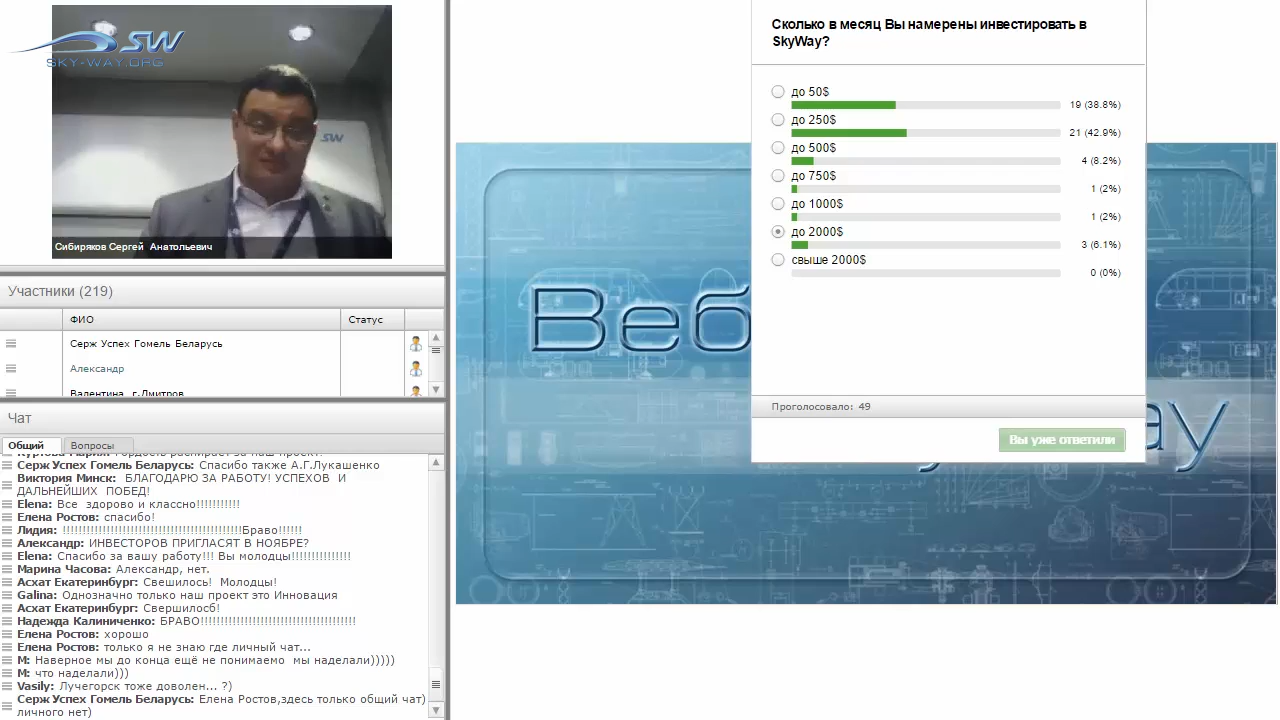 SW
SKY-WAY.ORG
SW
Сибиряков Сергей Анатольевич
Участники (219)
ФИО
Статус
Серж Успех Гомель Беларусь
Александр
Валентина г.Дмитров
Чат
Общий
Вопросы
Серж Успех Гомель Беларусь: Спасибо также А.Г.Лукашенко
Виктория Минск: БЛАГОДАРЮ ЗА РАБОТУ! УСПЕХОВ И
ДАЛЬНЕЙШИХ ПОБЕД!
Elena: Все здорово и классно!!!!!!!!!!!
Елена Ростов: спасибо!
Лидия: !!!!!!!!!!!!!!!!!!!!!!!!!!!!!!!!!!!!!!!!!!!!!Браво!!!!!!
Александр: ИНВЕСТОРОВ ПРИГЛАСЯТ В НОЯБРЕ?
Elena: Спасибо за вашу работу!!! Вы молодцы!!!!!!!!!!!!!!!
Марина Часова: Александр, нет.
Асхат Екатеринбург: Свешилось! Молодцы!
Galina: Однозначно только наш проект это Инновация
Асхат Екатеринбург: Свершилосб!
Надежда Калиниченко: БРАВО!!!!!!!!!!!!!!!!!!!!!!!!!!!!!!!!!!!!!!!
Елена Ростов: хорошо
Елена Ростов: только я не знаю где личный чат...
М: Наверное мы до конца ещё не понимаемо мы наделали)))))
М: что наделали)))
Vasily: Лучегорск тоже доволен... ?)
Серж Успех Гомель Беларусь: Елена Ростов,здесь только общий чат)
личного нет)
Сколько в месяц Вы намерены инвестировать в
SkyWay?
до 50$
19 (38.8%)
до 250$
21 (42.9%)
до 500$
4 (8.2%)
до 750$
1 (2%)
до 1000$
1 (2%)
до 2000$
3 (6.1%)
свыше 2000$
0 (0%)
Проголосовало: 49
Вы уже ответили
Веб
ay